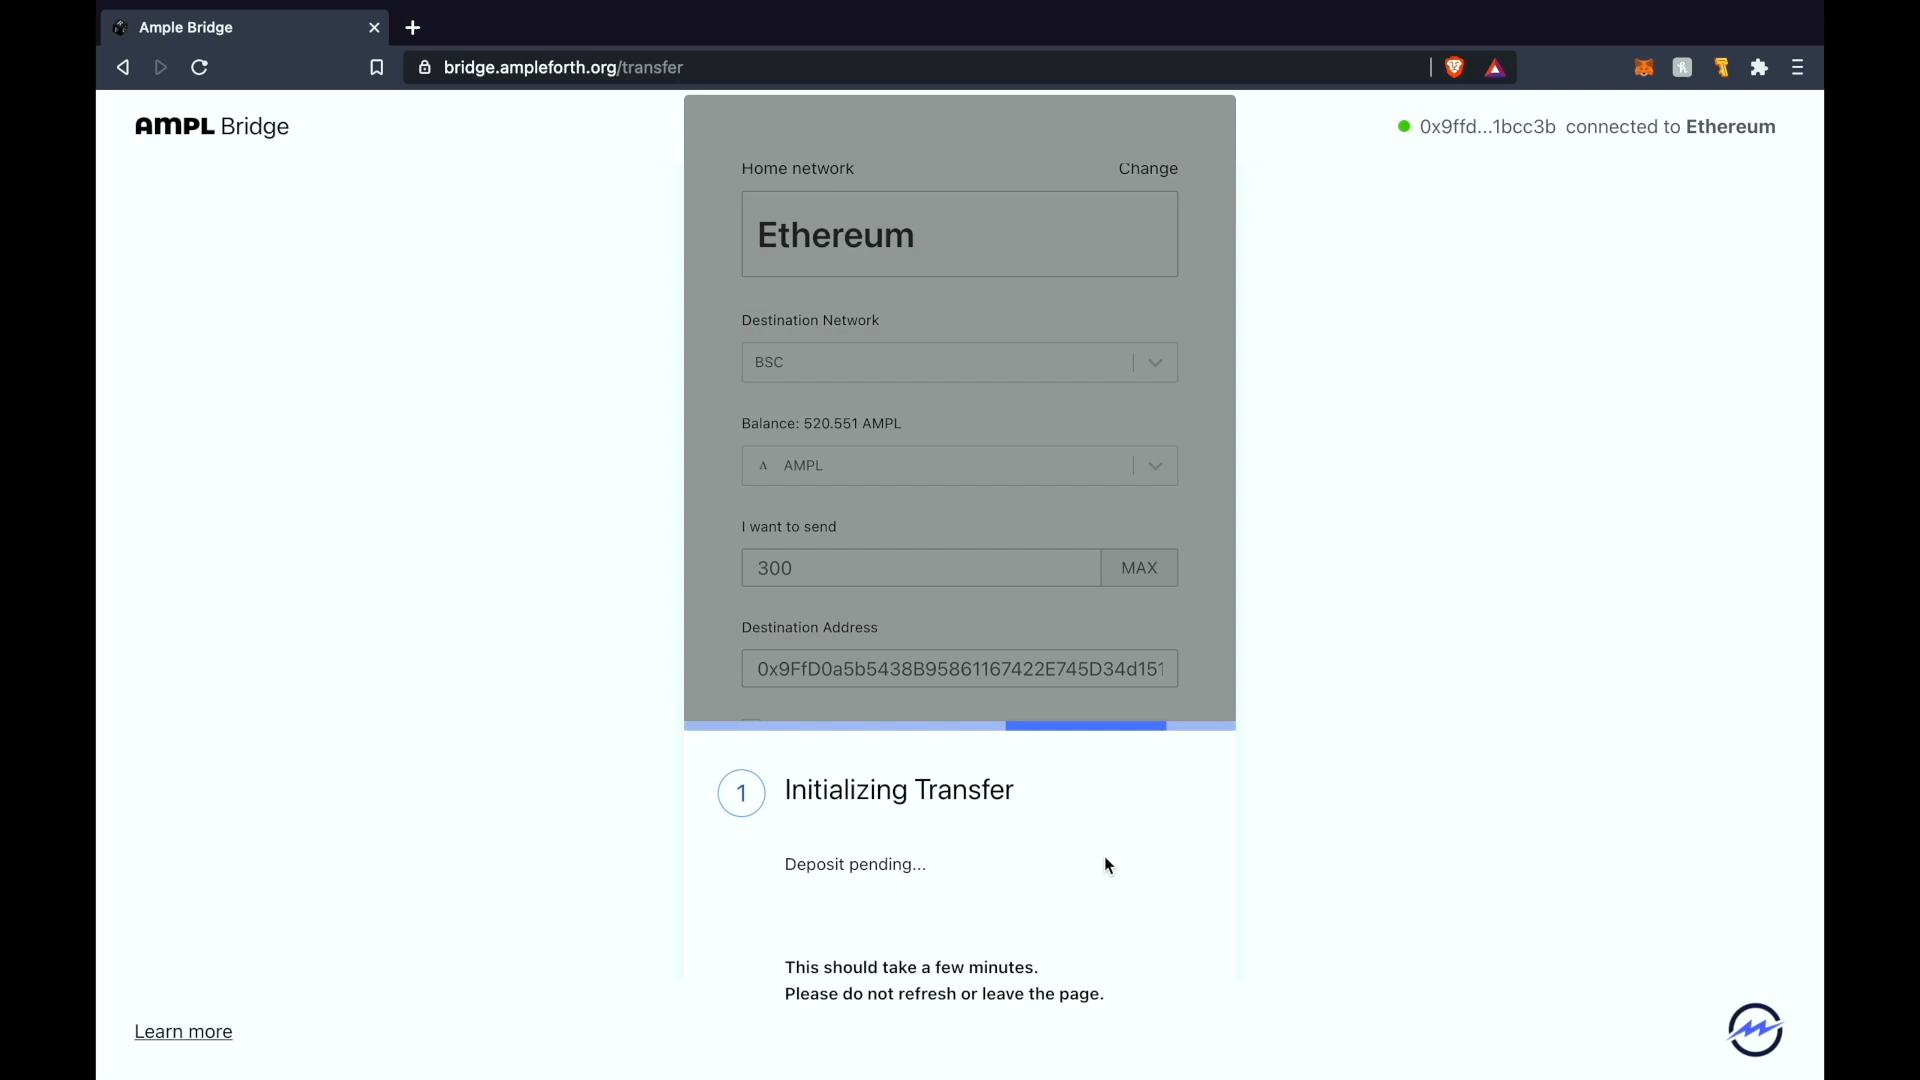 Ample Bridge
bridge.ampleforth.org/transfer
AMPL Bridge
0x9ffd...1bcc3b connected to Ethereum
Home network
Change
Ethereum
Destination Network
BSC
Balance: 520.551 AMPL
Λ AMPL
I want to send
300
MAX
Destination Address
0x9FfD0a5b5438B95861167422E745D34d151
1
Initializing Transfer
Deposit pending...
This should take a few minutes.
Please do not refresh or leave the page.
Learn more